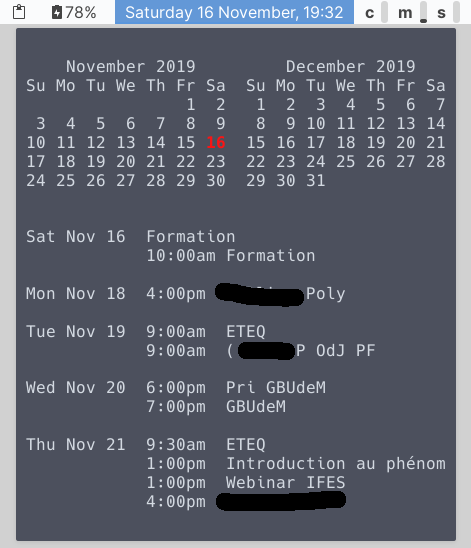 78% Saturday 16 November, 19:32 c m s
November 2019 December 2019
Su Mo Tu We Th Fr Sa Su Mo Tu We Th Fr Sa
1 2 1 2 3 4 5 6 7
3 4 5 6 7 8 9 8 9 10 11 12 13 14
10 11 12 13 14 15 16 15 16 17 18 19 20 21
17 18 19 20 21 22 23 22 23 24 25 26 27 28
24 25 26 27 28 29 30 29 30 31
Sat Nov 16 Formation
10:00am Formation
Mon Nov 18 4:00pm Poly
Tue Nov 19 9:00am ETEQ
9:00am ( P OdJ PF
Wed Nov 20 6:00pm Pri GBUdeM
7:00pm GBUdeM
Thu Nov 21 9:30am ETEQ
1:00pm Introduction au phénom
1:00pm Webinar IFES
4:00pm